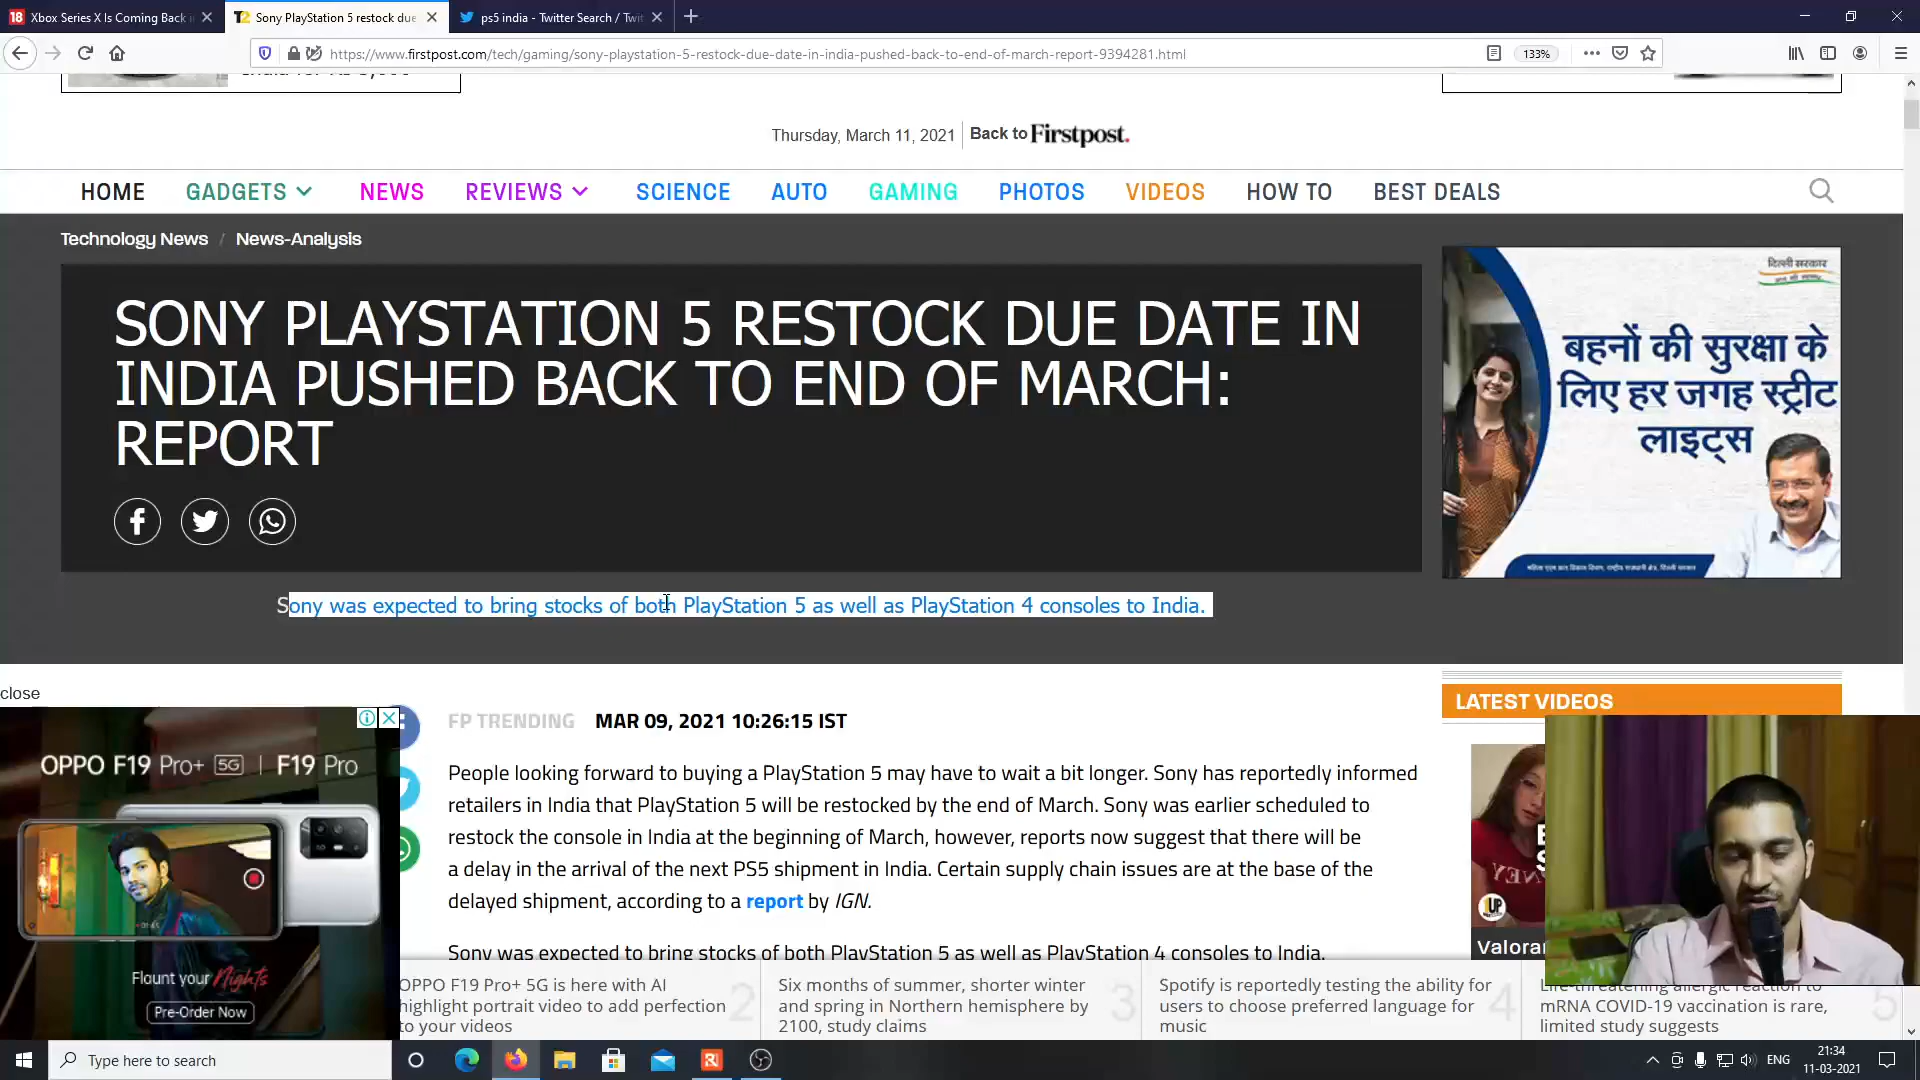 Xbox Series X Is Coming Back i
Sony PlayStation 5 restock due
ps5 india - Twitter Search / Twit
https://www.firstpost.com/tech/gaming/sony-playstation-5-restock-due-date-in-india-pushed-back-to-end-of-march-report-9394281.html
133%
Thursday, March 11, 2021
Back to Firstpost.
HOME GADGETS NEWS REVIEWS SCIENCE AUTO GAMING PHOTOS VIDEOS HOW TO BEST DEALS
Technology News / News-Analysis
SONY PLAYSTATION 5 RESTOCK DUE DATE IN
INDIA PUSHED BACK TO END OF MARCH:
REPORT
दिल्ली सरकार
बहनों की सुरक्षा के
लिए हर जगह स्ट्रीट
लाइट्स
Sony was expected to bring stocks of both PlayStation 5 as well as PlayStation 4 consoles to India.
close
FP TRENDING MAR 09, 2021 10:26:15 IST
People looking forward to buying a PlayStation 5 may have to wait a bit longer. Sony has reportedly informed
retailers in India that PlayStation 5 will be restocked by the end of March. Sony was earlier scheduled to
restock the console in India at the beginning of March, however, reports now suggest that there will be
a delay in the arrival of the next PS5 shipment in India. Certain supply chain issues are at the base of the
delayed shipment, according to a report by IGN.
Sony was expected to bring stocks of both PlayStation 5 as well as PlayStation 4 consoles to India.
LATEST VIDEOS
1UP
Valora
OPPO F19 Pro+ 5G | F19 Pro
Flaunt your Nights
Pre-Order Now
OPPO F19 Pro+ 5G is here with AI
highlight portrait video to add perfection
to your videos
2
Six months of summer, shorter winter
and spring in Northern hemisphere by
2100, study claims
3
Spotify is reportedly testing the ability for
users to choose preferred language for
music
4
Life-threatening allergic reaction to
mRNA COVID-19 vaccination is rare,
limited study suggests
5
Type here to search
ENG
21:34
11-03-2021